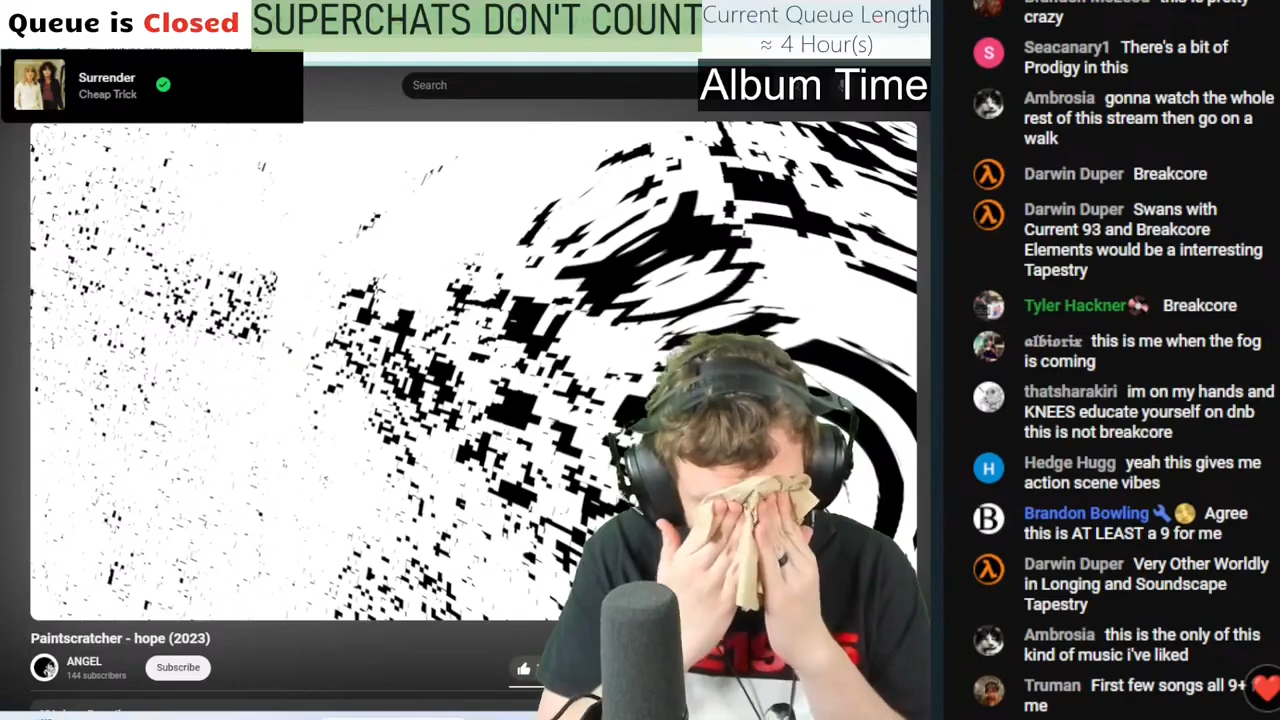 Queue is Closed
SUPERCHATS DON'T COUNT
Current Queue Length
≈ 4 Hour(s)
Album Time
Surrender
Cheap Trick
Search
Paintscratcher - hope (2023)
ANGEL
144 subscribers
Subscribe
crazy
Seacanary1 There's a bit of
Prodigy in this
Ambrosia gonna watch the whole
rest of this stream then go on a
walk
Darwin Duper Breakcore
Darwin Duper Swans with
Current 93 and Breakcore
Elements would be a interresting
Tapestry
Tyler Hackner Breakcore
𝖆𝖑𝖇𝖎𝖔𝖗𝖎𝖝 this is me when the fog
is coming
thatsharakiri im on my hands and
KNEES educate yourself on dnb
this is not breakcore
Hedge Hugg yeah this gives me
action scene vibes
Brandon Bowling Agree
this is AT LEAST a 9 for me
Darwin Duper Very Other Worldly
in Longing and Soundscape
Tapestry
Ambrosia this is the only of this
kind of music i've liked
Truman First few songs all 9+
me